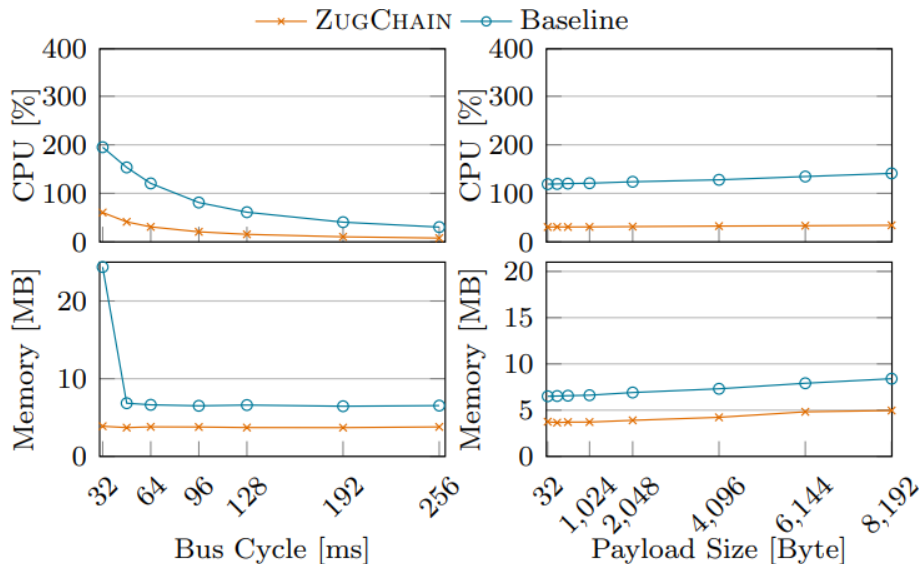 ZUGCHAIN Baseline
CPU [%]
400
300
200
100
0
CPU [%]
400
300
200
100
0
Memory [MB]
20
10
0
32 64 96 128 192 256
Bus Cycle [ms]
Memory [MB]
20
15
10
5
0
32 1,024 2,048 4,096 6,144 8,192
Payload Size [Byte]